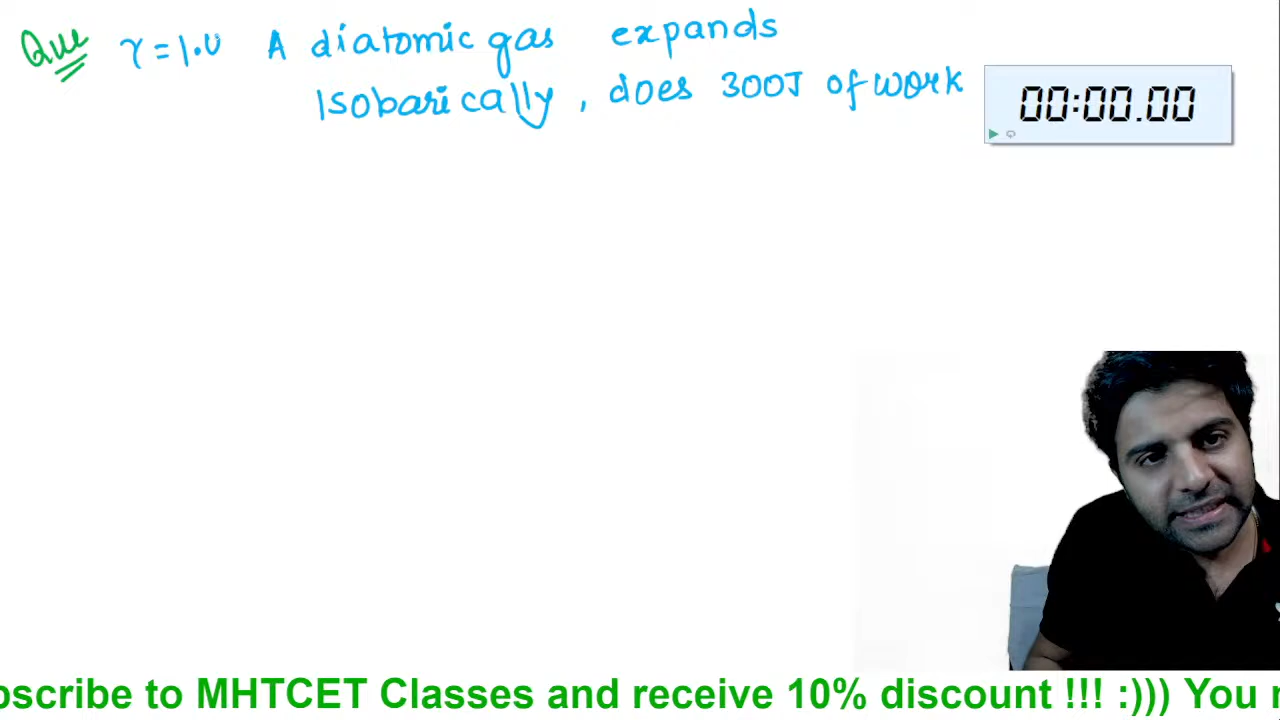 Que γ = 1.4 A diatomic gas expands
Isobarically, does 300J of work
00:00.00
bscribe to MHTCET Classes and receive 10% discount !!! :))) You